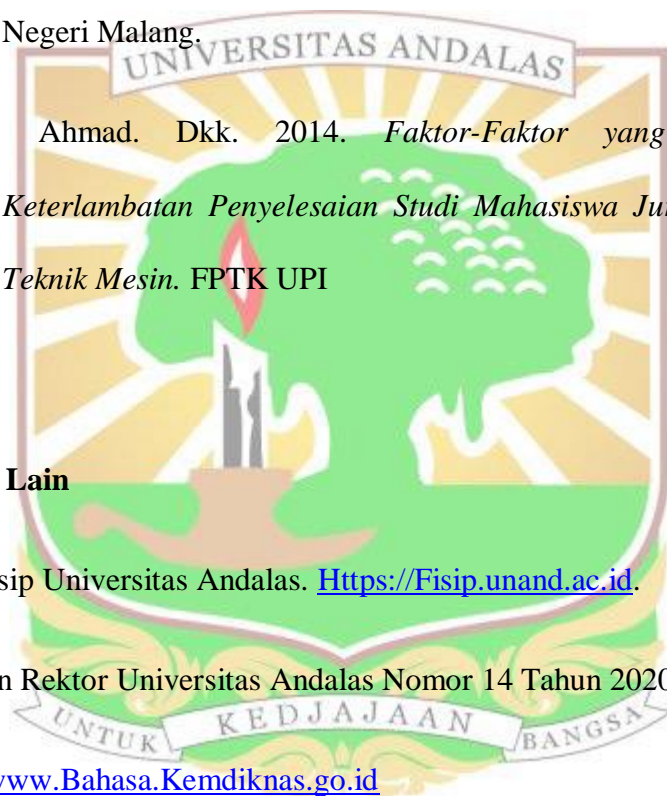 Negeri Malang.
UNIVERSITAS ANDALAS
Ahmad. Dkk. 2014. Faktor-Faktor yang
Keterlambatan Penyelesaian Studi Mahasiswa Ju
Teknik Mesin. FPTK UPI
Lain
sip Universitas Andalas. Https://Fisip.unand.ac.id.
n Rektor Universitas Andalas Nomor 14 Tahun 2020
UNTUK KEDJAJAAN BANGSA
www.Bahasa.Kemdiknas.go.id